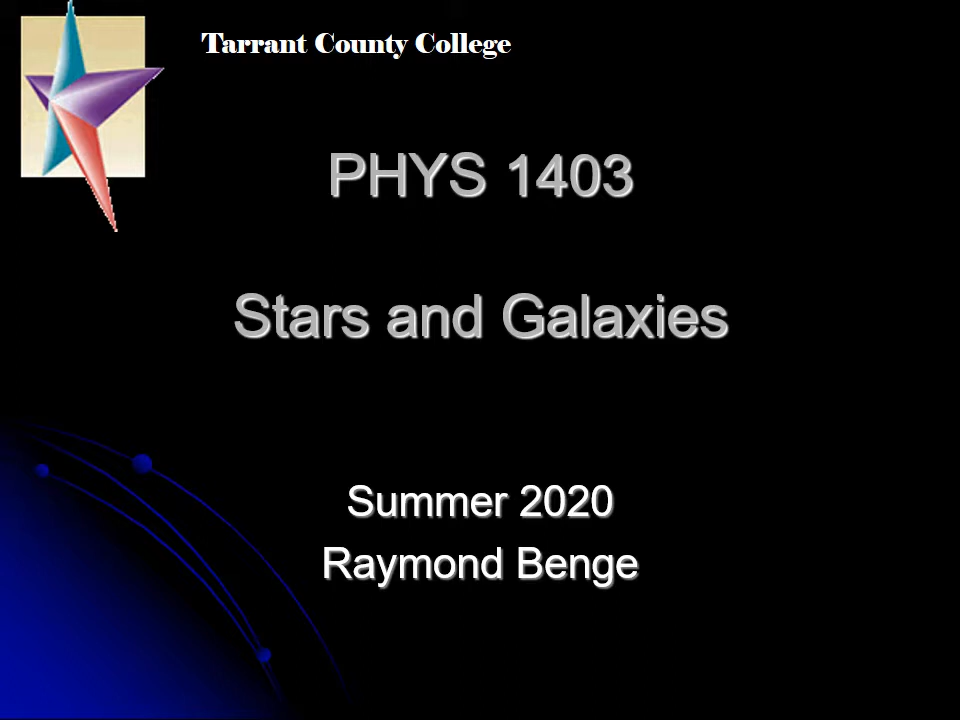 Tarrant County College
PHYS 1403
Stars and Galaxies
Summer 2020
Raymond Benge